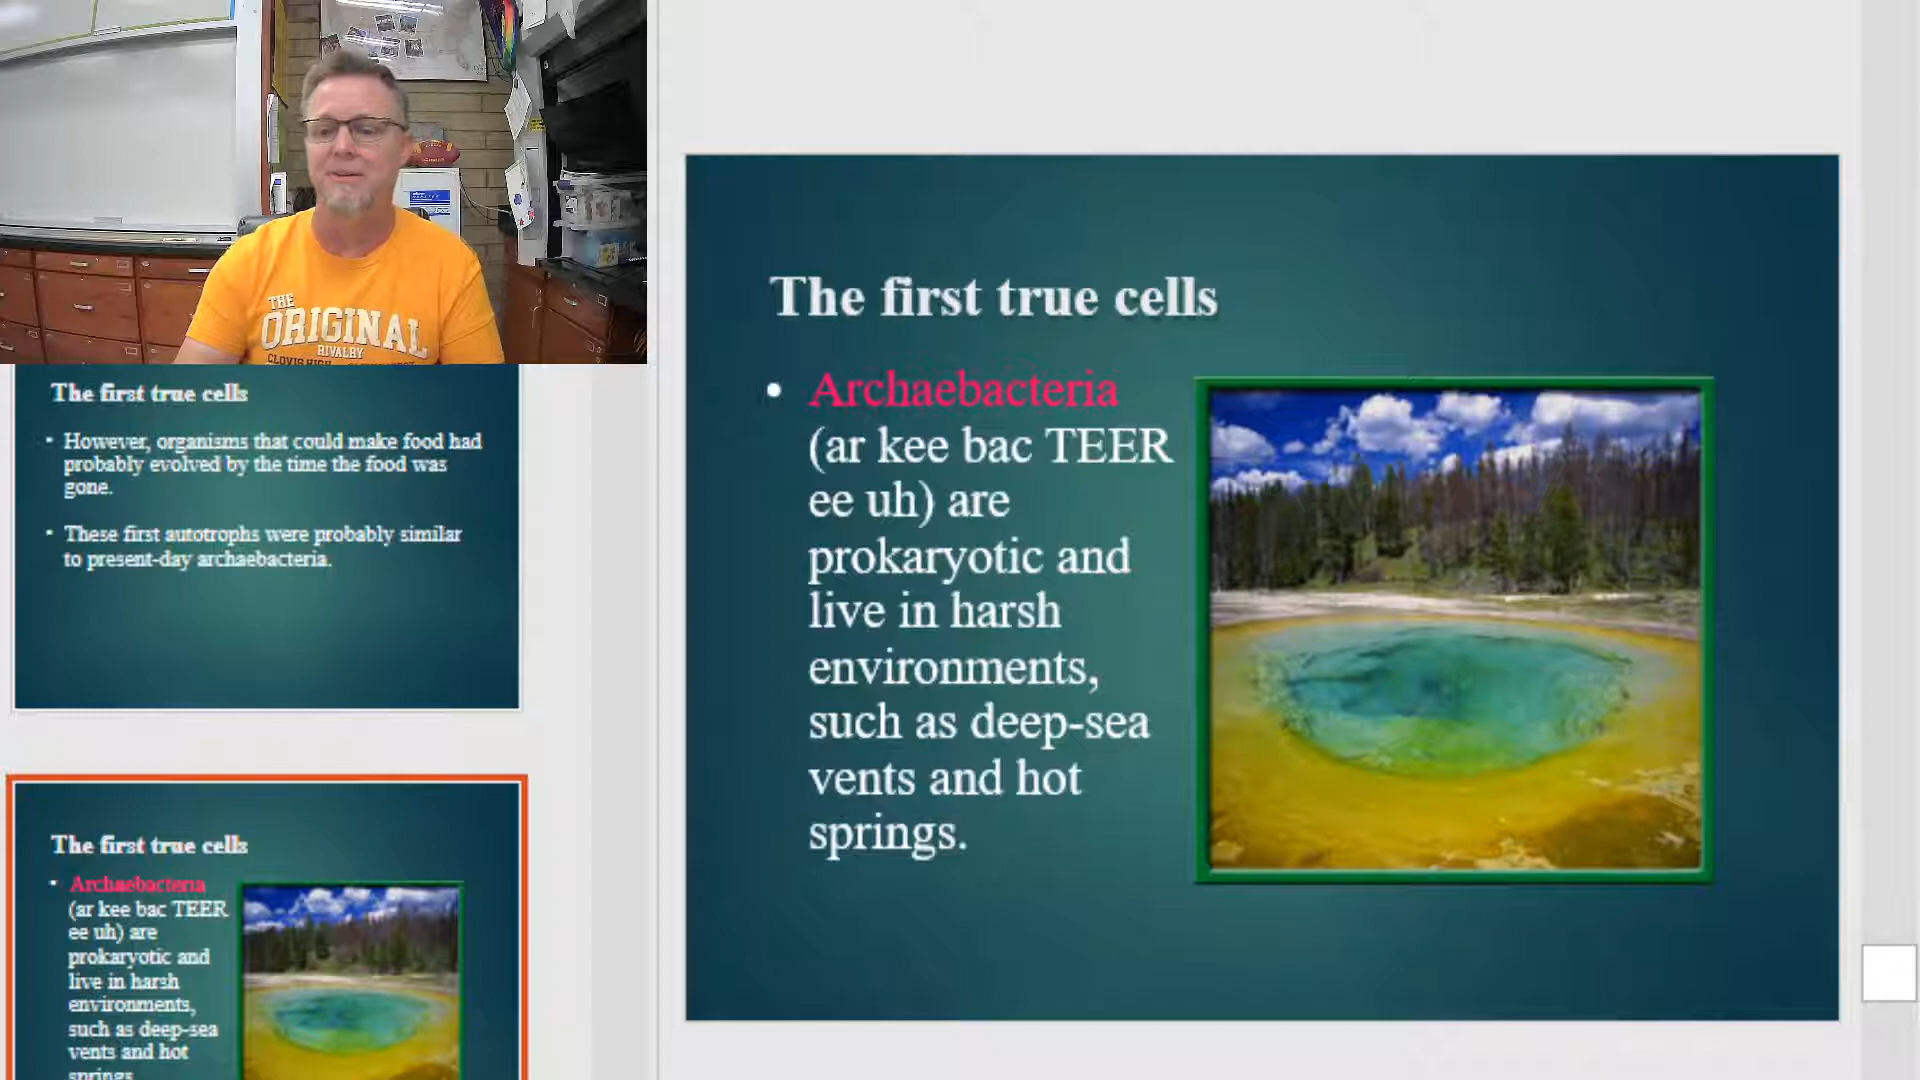 THE
ORIGINAL
RIVALRY
CLOVIS HIGH
The first true cells
• However, organisms that could make food had
probably evolved by the time the food was
gone.
• These first autotrophs were probably similar
to present-day archaebacteria.
The first true cells
• Archaebacteria
(ar kee bac TEER
ee uh) are
prokaryotic and
live in harsh
environments,
such as deep-sea
vents and hot
springs.
The first true cells
• Archaebacteria
(ar kee bac TEER
ee uh) are
prokaryotic and
live in harsh
environments,
such as deep-sea
vents and hot
springs.